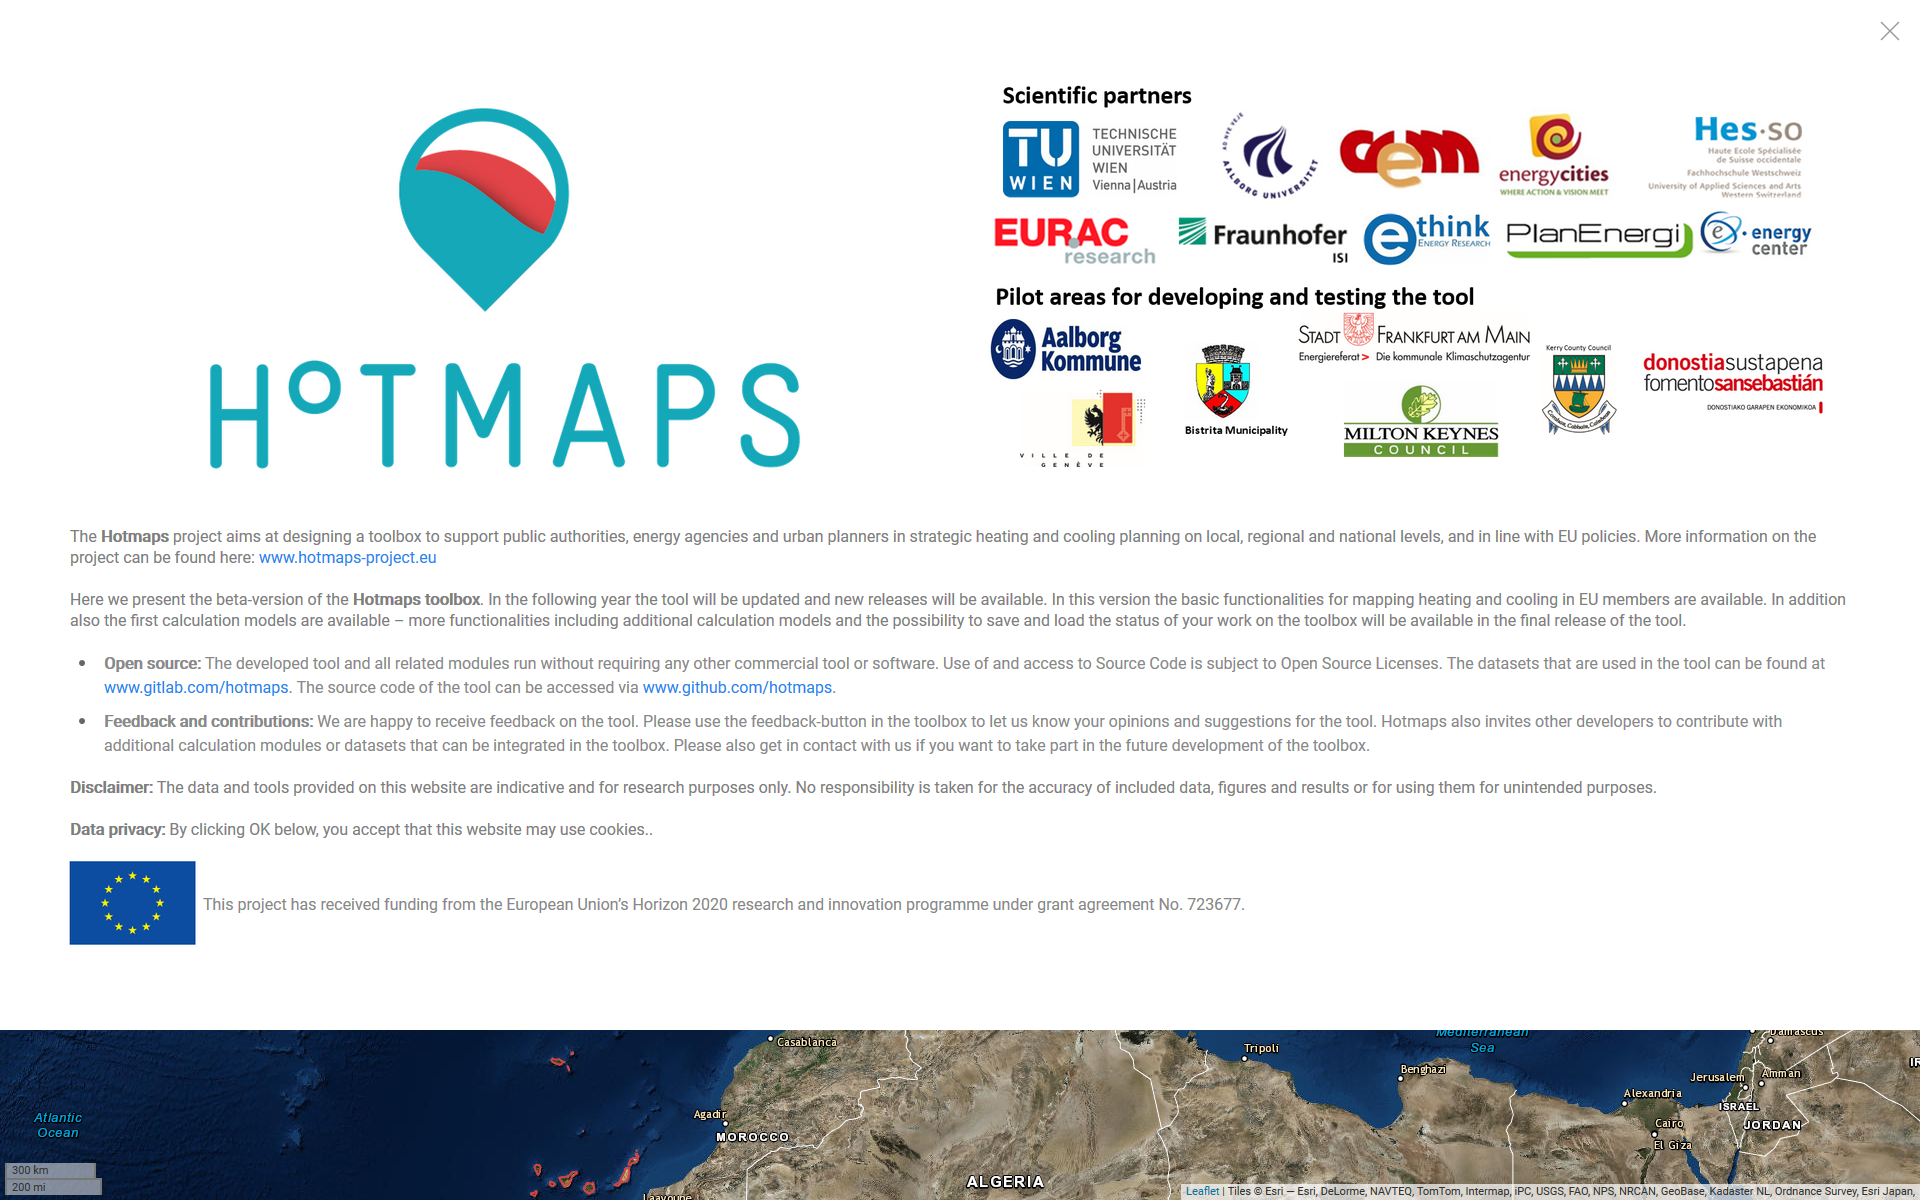 Scientific partners
TU WIEN
TECHNISCHE
UNIVERSITÄT
WIEN
Vienna | Austria
AD NYE VEJE
AALBORG UNIVERSITET
cem
energycities
WHERE ACTION & VISION MEET
Hes·so
Haute Ecole Spécialisée
de Suisse occidentale
Fachhochschule Westschweiz
University of Applied Sciences and Arts
Western Switzerland
EURAC
research
Fraunhofer
ISI
e think
ENERGY RESEARCH
PlanEnergi
e energy
center
HOTMAPS
Pilot areas for developing and testing the tool
Aalborg
Kommune
Bistrita Municipality
STADT FRANKFURT AM MAIN
Energiereferat > Die kommunale Klimaschutzagentur
Kerry County Council
donostiasustapena
fomentosansebastián
DONOSTIAKO GARAPEN EKONOMIKOA
VILLE DE
GENÈVE
MILTON KEYNES
COUNCIL
The Hotmaps project aims at designing a toolbox to support public authorities, energy agencies and urban planners in strategic heating and cooling planning on local, regional and national levels, and in line with EU policies. More information on the
project can be found here: www.hotmaps-project.eu
Here we present the beta-version of the Hotmaps toolbox. In the following year the tool will be updated and new releases will be available. In this version the basic functionalities for mapping heating and cooling in EU members are available. In addition
also the first calculation models are available – more functionalities including additional calculation models and the possibility to save and load the status of your work on the toolbox will be available in the final release of the tool.
• Open source: The developed tool and all related modules run without requiring any other commercial tool or software. Use of and access to Source Code is subject to Open Source Licenses. The datasets that are used in the tool can be found at
www.gitlab.com/hotmaps. The source code of the tool can be accessed via www.github.com/hotmaps.
• Feedback and contributions: We are happy to receive feedback on the tool. Please use the feedback-button in the toolbox to let us know your opinions and suggestions for the tool. Hotmaps also invites other developers to contribute with
additional calculation modules or datasets that can be integrated in the toolbox. Please also get in contact with us if you want to take part in the future development of the toolbox.
Disclaimer: The data and tools provided on this website are indicative and for research purposes only. No responsibility is taken for the accuracy of included data, figures and results or for using them for unintended purposes.
Data privacy: By clicking OK below, you accept that this website may use cookies..
This project has received funding from the European Union’s Horizon 2020 research and innovation programme under grant agreement No. 723677.
Mediterranean
Sea
Damascus
Casablanca
Tripoli
Benghazi
Jerusalem
Amman
Alexandria
ISRAEL
Agadir
Atlantic
Ocean
MOROCCO
Cairo
JORDAN
El Giza
300 km
200 mi
ALGERIA
Laayoune
Leaflet | Tiles © Esri — Esri, DeLorme, NAVTEQ, TomTom, Intermap, iPC, USGS, FAO, NPS, NRCAN, GeoBase, Kadaster NL, Ordnance Survey, Esri Japan